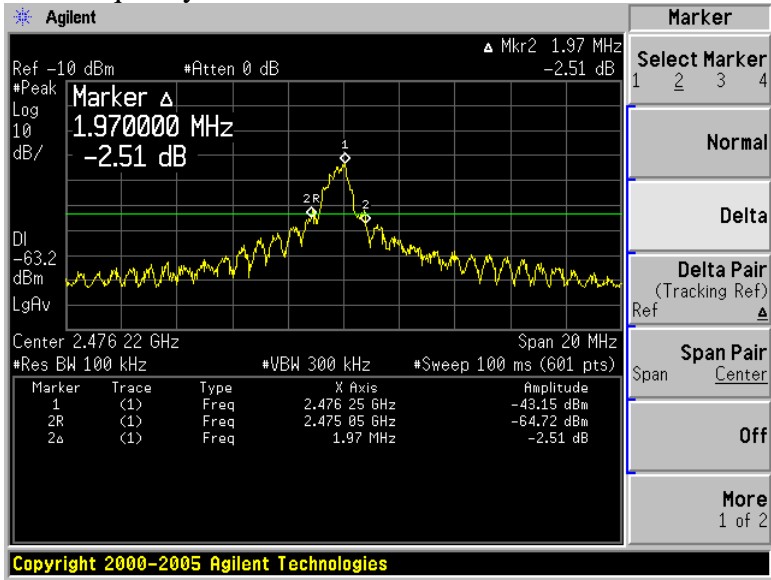 Agilent
Marker
Δ Mkr2 1.97 MHz
Ref -10 dBm #Atten 0 dB -2.51 dB
#Peak
Log
10
dB/
Marker Δ
1.970000 MHz
-2.51 dB
1
2R
2
DI
-63.2
dBm
LgAv
Center 2.476 22 GHz Span 20 MHz
#Res BW 100 kHz #VBW 300 kHz #Sweep 100 ms (601 pts)
Marker Trace Type X Axis Amplitude
1 (1) Freq 2.476 25 GHz -43.15 dBm
2R (1) Freq 2.475 05 GHz -64.72 dBm
2Δ (1) Freq 1.97 MHz -2.51 dB
Select Marker
1 2 3 4
Normal
Delta
Delta Pair
(Tracking Ref)
Ref Δ
Span Pair
Span Center
Off
More
1 of 2
Copyright 2000-2005 Agilent Technologies